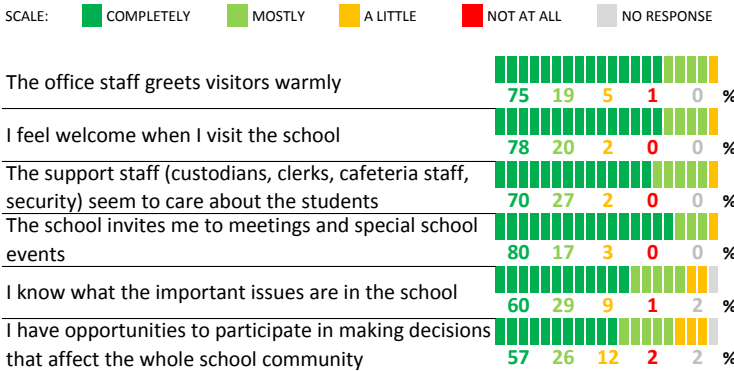 SCALE: COMPLETELY MOSTLY A LITTLE NOT AT ALL NO RESPONSE
The office staff greets visitors warmly
75 19 5 1 0 %
I feel welcome when I visit the school
78 20 2 0 0 %
The support staff (custodians, clerks, cafeteria staff,
security) seem to care about the students
70 27 2 0 0 %
The school invites me to meetings and special school
events
80 17 3 0 0 %
I know what the important issues are in the school
60 29 9 1 2 %
I have opportunities to participate in making decisions
that affect the whole school community
57 26 12 2 2 %